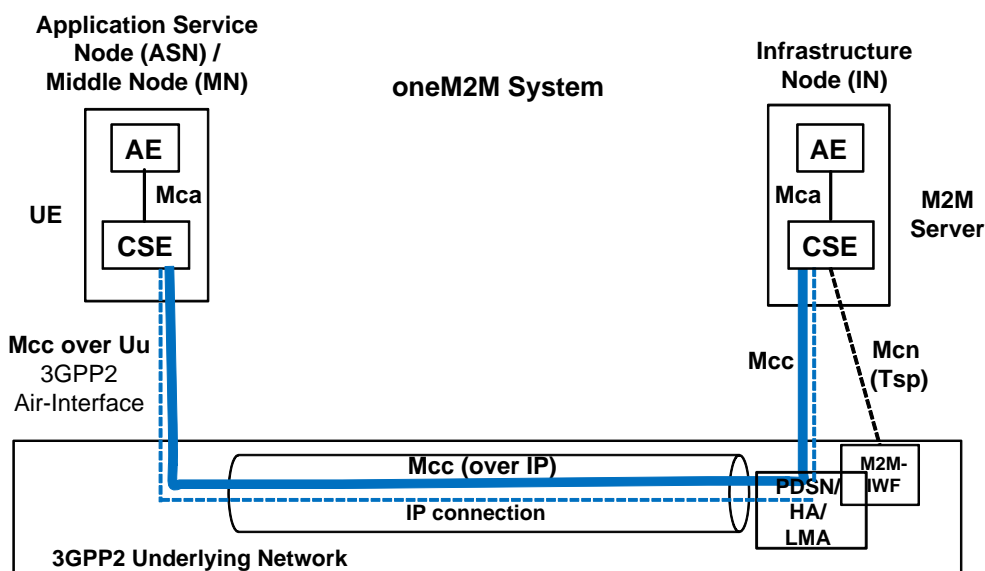 Application Service
Node (ASN) /
Middle Node (MN)
oneM2M System
Infrastructure
Node (IN)
AE
Mca
CSE
UE
AE
Mca
CSE
M2M
Server
Mcc over Uu
3GPP2
Air-Interface
Mcc
Mcn
(Tsp)
Mcc (over IP)
IP connection
M2M-
IWF
PDSN/
HA/
LMA
3GPP2 Underlying Network